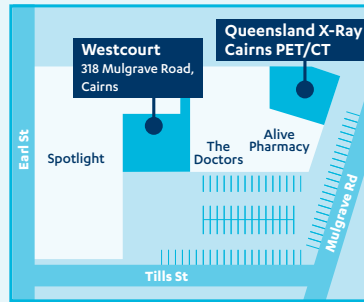 Westcourt
318 Mulgrave Road,
Cairns
Queensland X-Ray
Cairns PET/CT
Earl St
Spotlight
The
Doctors
Alive
Pharmacy
Mulgrave Rd
Tills St